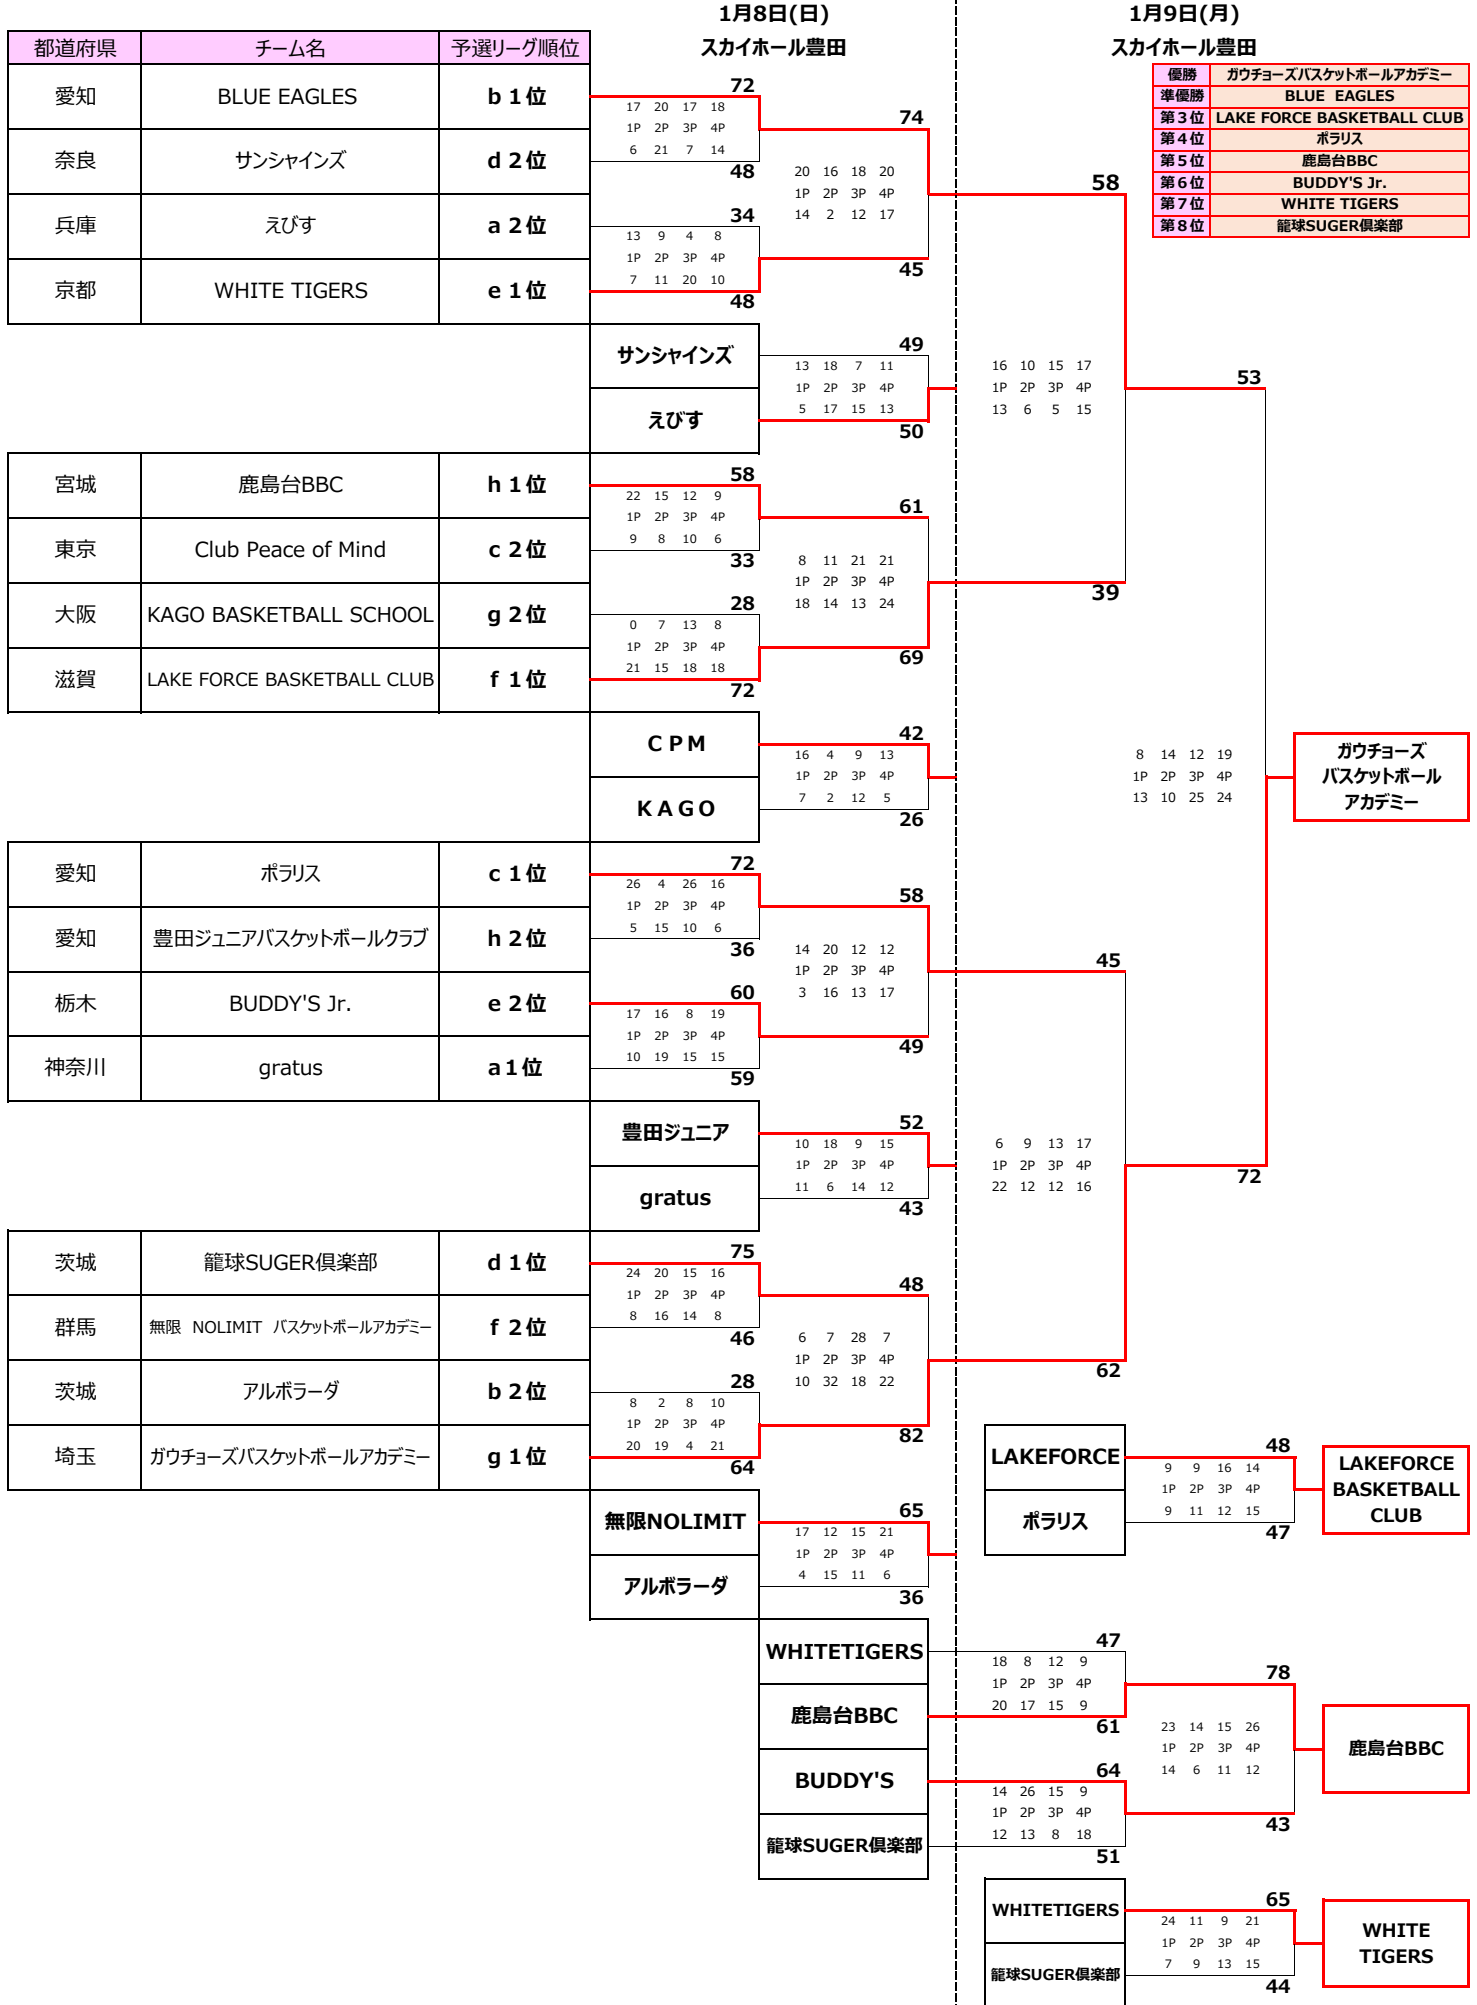 1月8日(日)
1月9日(月)
スカイホール豊田
スカイホール豊田
都道府県 チーム名 予選リーグ順位
優勝 ガウチョーズバスケットボールアカデミー
準優勝 BLUE EAGLES
第３位 LAKE FORCE BASKETBALL CLUB
第４位 ポラリス
第５位 鹿島台BBC
第６位 BUDDY'S Jr.
第７位 WHITE TIGERS
第８位 籠球SUGER倶楽部
愛知 BLUE EAGLES b１位
72
17 20 17 18
1P 2P 3P 4P
6 21 7 14
48
奈良 サンシャインズ d２位
74
20 16 18 20
1P 2P 3P 4P
14 2 12 17
45
兵庫 えびす a２位
34
13 9 4 8
1P 2P 3P 4P
7 11 20 10
48
京都 WHITE TIGERS e１位
58
サンシャインズ
えびす
49
13 18 7 11
1P 2P 3P 4P
5 17 15 13
50
16 10 15 17
1P 2P 3P 4P
13 6 5 15
39
53
宮城 鹿島台BBC h１位
58
22 15 12 9
1P 2P 3P 4P
9 8 10 6
33
東京 Club Peace of Mind c２位
61
8 11 21 21
1P 2P 3P 4P
18 14 13 24
69
大阪 KAGO BASKETBALL SCHOOL g２位
28
0 7 13 8
1P 2P 3P 4P
21 15 18 18
72
滋賀 LAKE FORCE BASKETBALL CLUB f１位
ＣＰＭ
ＫＡＧＯ
42
16 4 9 13
1P 2P 3P 4P
7 2 12 5
26
8 14 12 19
1P 2P 3P 4P
13 10 25 24
72
ガウチョーズ
バスケットボール
アカデミー
愛知 ポラリス c１位
72
26 4 26 16
1P 2P 3P 4P
5 15 10 6
36
愛知 豊田ジュニアバスケットボールクラブ h２位
58
14 20 12 12
1P 2P 3P 4P
3 16 13 17
49
栃木 BUDDY'S Jr. e２位
60
17 16 8 19
1P 2P 3P 4P
10 19 15 15
59
神奈川 gratus a１位
45
豊田ジュニア
gratus
52
10 18 9 15
1P 2P 3P 4P
11 6 14 12
43
6 9 13 17
1P 2P 3P 4P
22 12 12 16
62
茨城 籠球SUGER倶楽部 d１位
75
24 20 15 16
1P 2P 3P 4P
8 16 14 8
46
群馬 無限 NOLIMIT バスケットボールアカデミー f２位
48
6 7 28 7
1P 2P 3P 4P
10 32 18 22
82
茨城 アルボラーダ b２位
28
8 2 8 10
1P 2P 3P 4P
20 19 4 21
64
埼玉 ガウチョーズバスケットボールアカデミー g１位
LAKEFORCE
ポラリス
48
9 9 16 14
1P 2P 3P 4P
9 11 12 15
47
LAKEFORCE
BASKETBALL
CLUB
無限NOLIMIT
アルボラーダ
65
17 12 15 21
1P 2P 3P 4P
4 15 11 6
36
WHITETIGERS
鹿島台BBC
47
18 8 12 9
1P 2P 3P 4P
20 17 15 9
61
78
23 14 15 26
1P 2P 3P 4P
14 6 11 12
43
鹿島台BBC
BUDDY'S
籠球SUGER倶楽部
64
14 26 15 9
1P 2P 3P 4P
12 13 8 18
51
WHITETIGERS
籠球SUGER倶楽部
65
24 11 9 21
1P 2P 3P 4P
7 9 13 15
44
WHITE
TIGERS